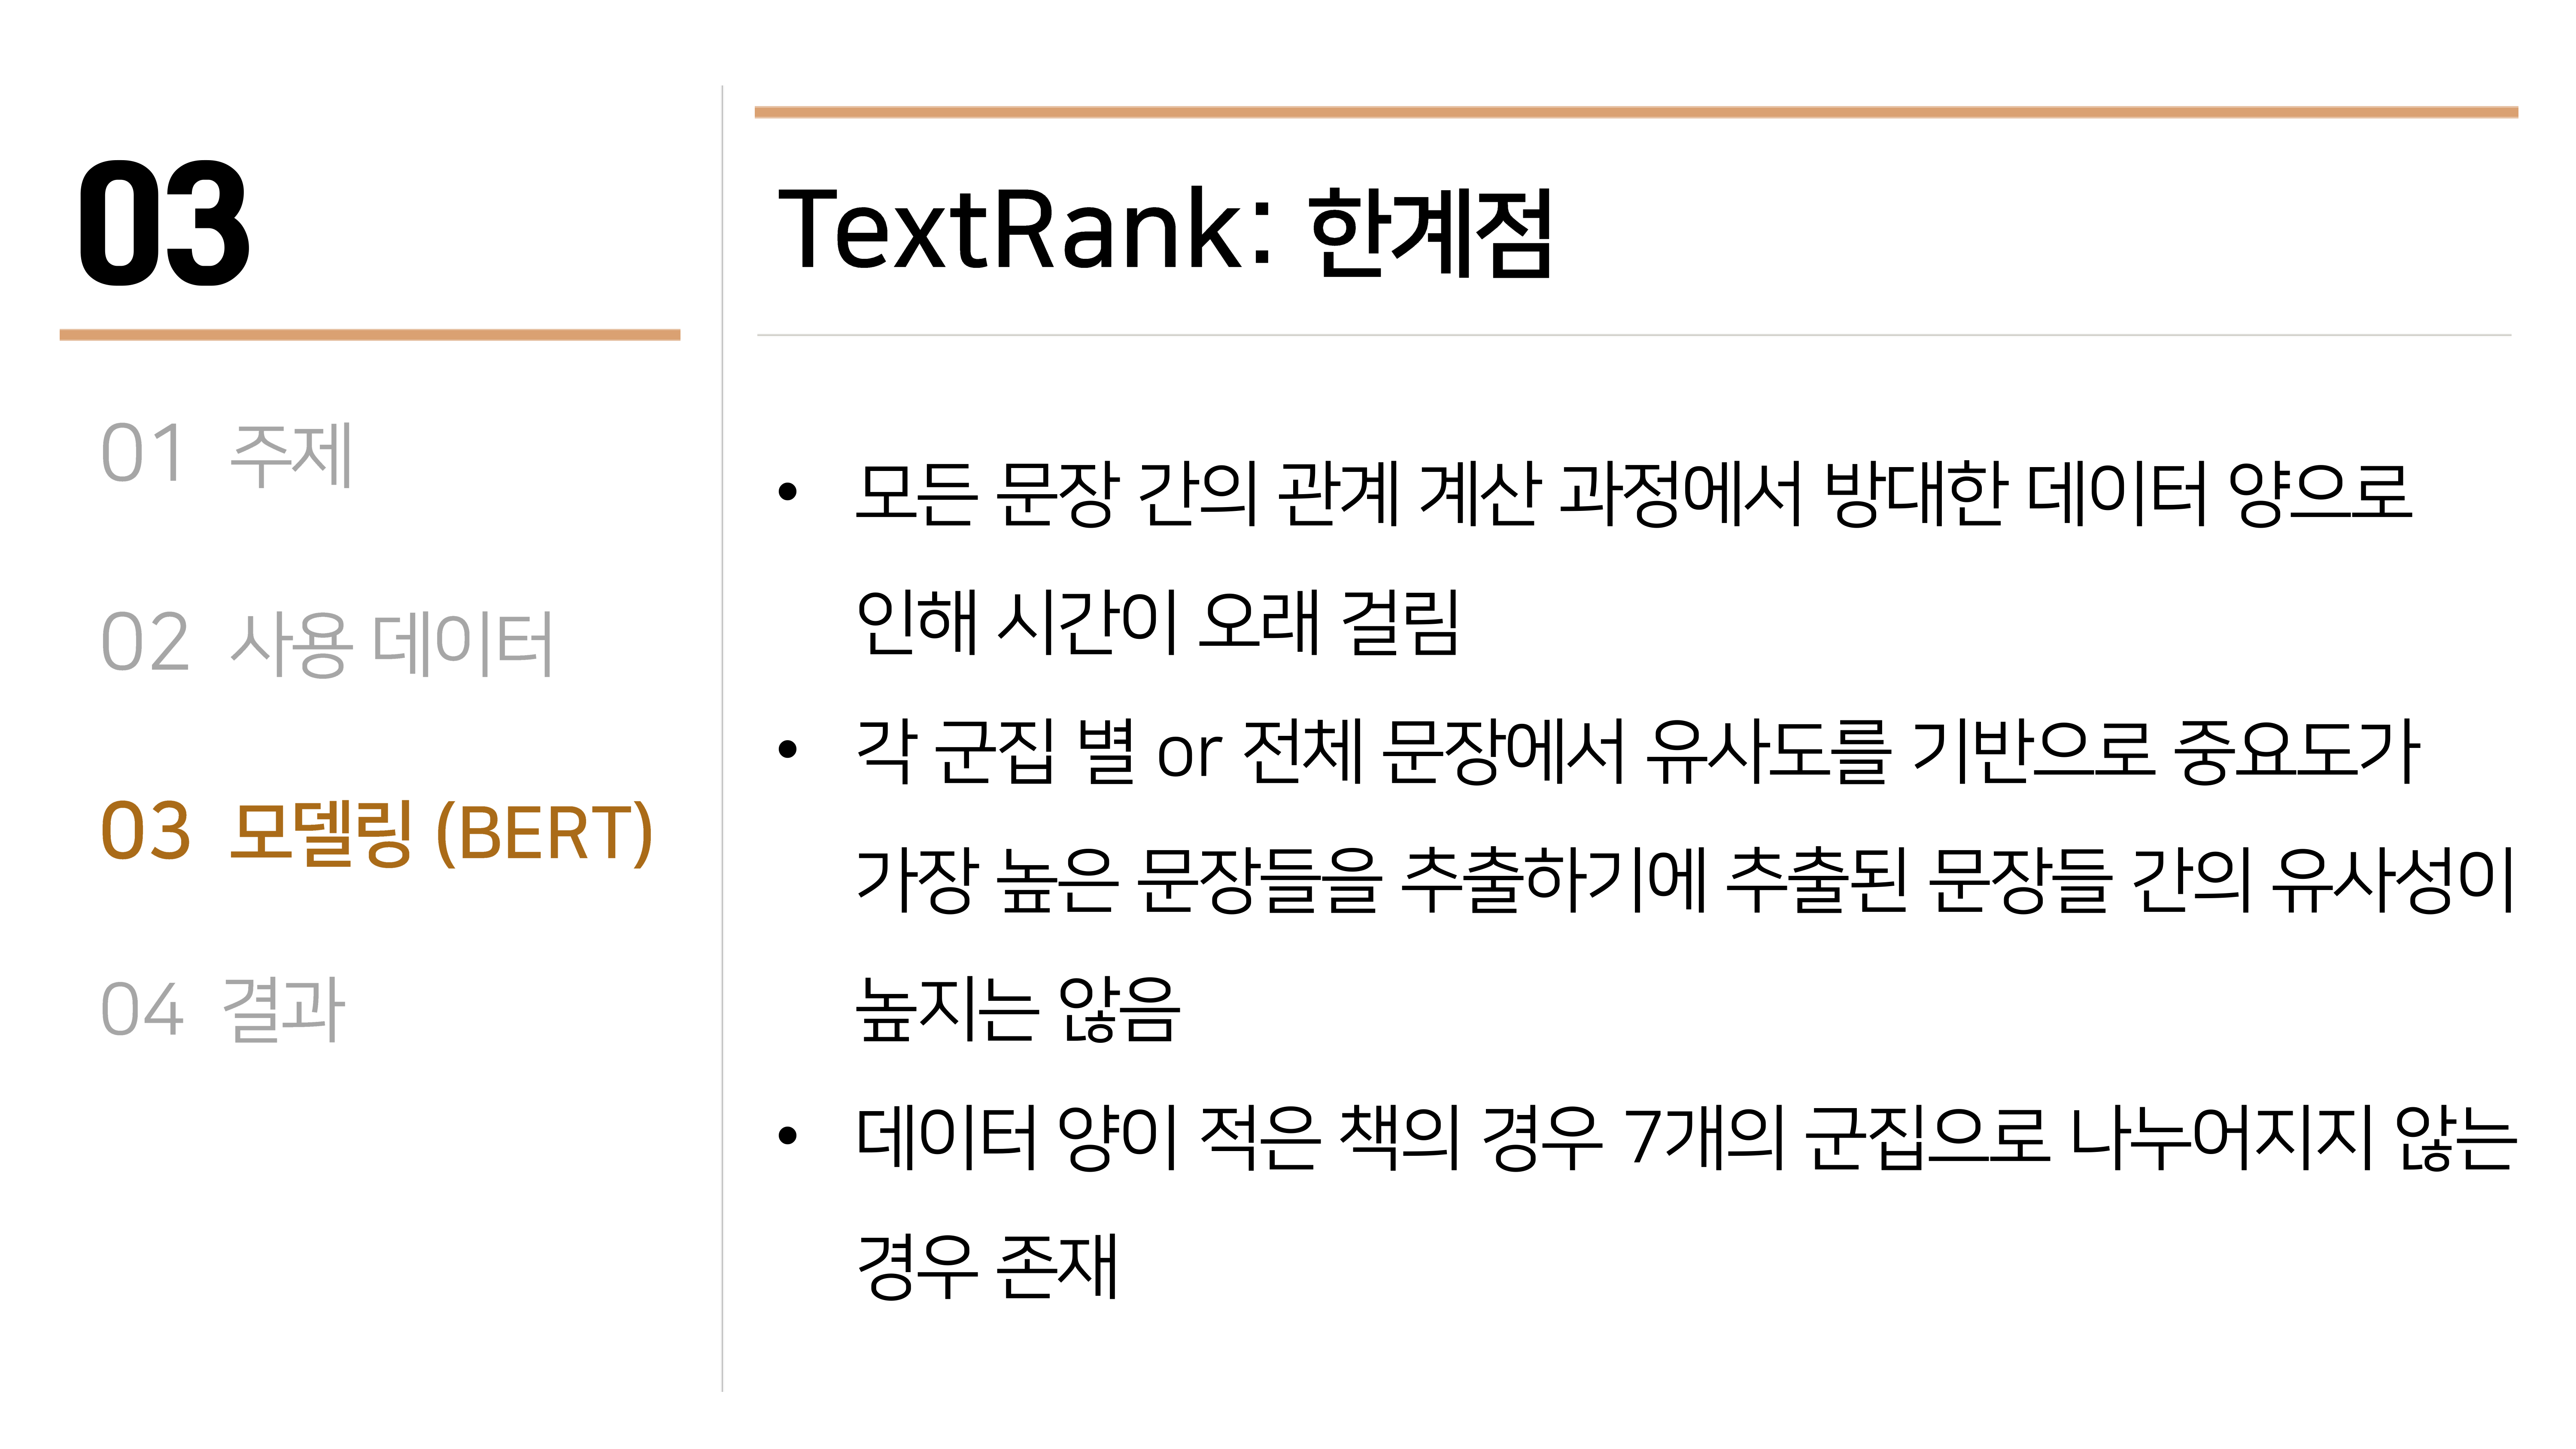 03
01 주제
02 사용 데이터
03 모델링 (BERT)
04 결과
TextRank: 한계점
• 모든 문장 간의 관계 계산 과정에서 방대한 데이터 양으로
인해 시간이 오래 걸림
• 각 군집 별 or 전체 문장에서 유사도를 기반으로 중요도가
가장 높은 문장들을 추출하기에 추출된 문장들 간의 유사성이
높지는 않음
• 데이터 양이 적은 책의 경우 7개의 군집으로 나누어지지 않는
경우 존재